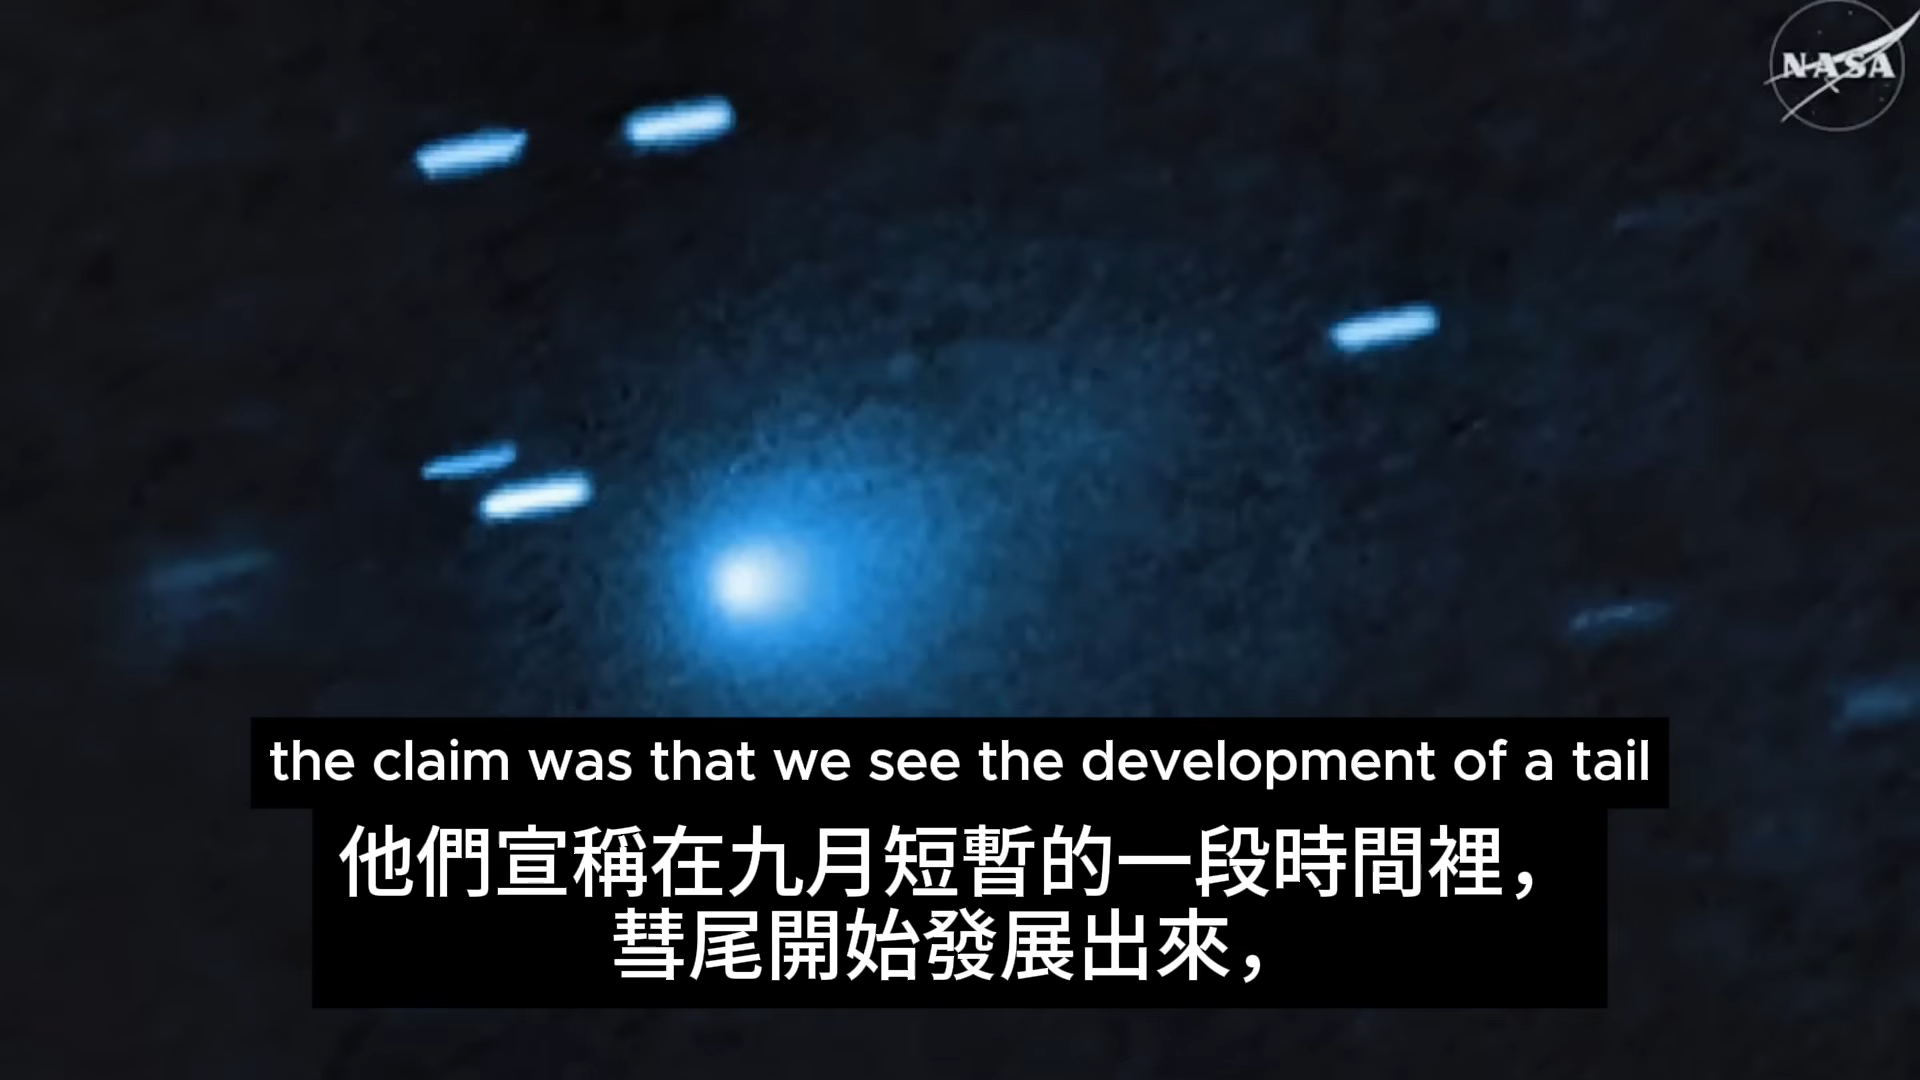 NASA
the claim was that we see the development of a tail
他們宣稱在九月短暫的一段時間裡，
彗尾開始發展出來，